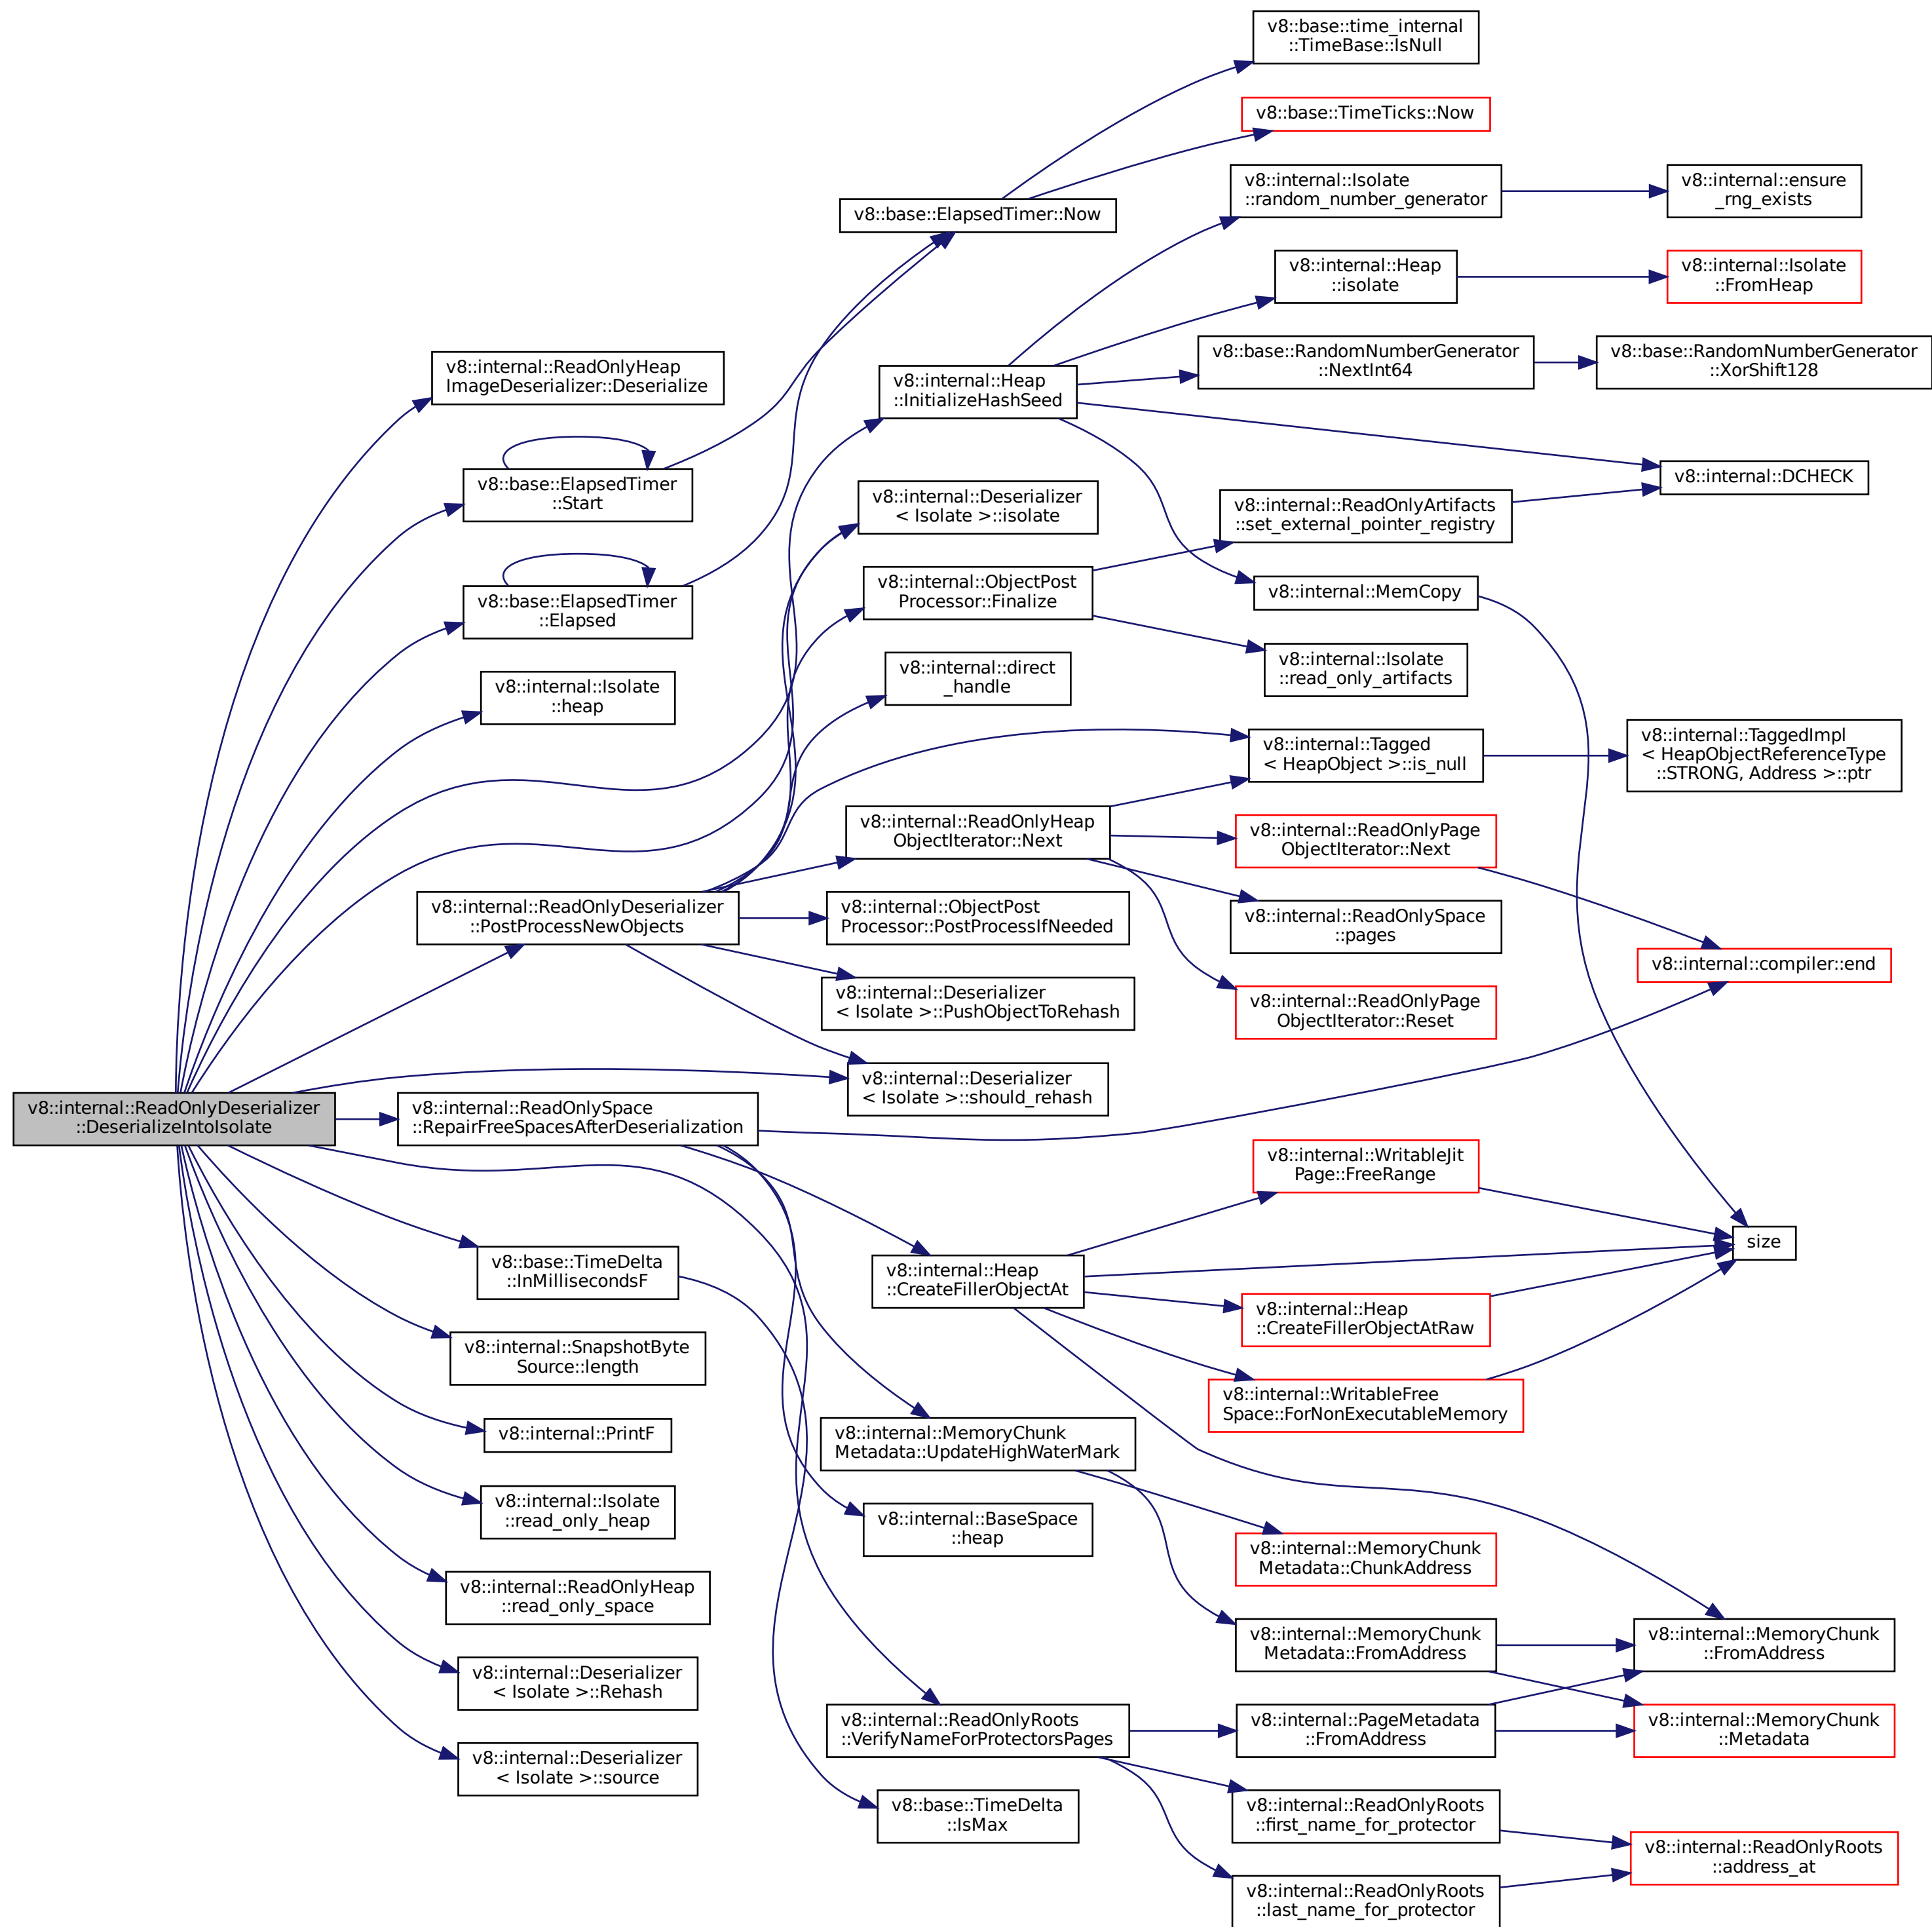 v8::internal::ReadOnlyDeserializer
::DeserializeIntoIsolate
v8::internal::ReadOnlyHeap
ImageDeserializer::Deserialize
v8::base::ElapsedTimer
::Start
v8::base::ElapsedTimer
::Elapsed
v8::internal::Isolate
::heap
v8::internal::ReadOnlyDeserializer
::PostProcessNewObjects
v8::internal::ReadOnlySpace
::RepairFreeSpacesAfterDeserialization
v8::base::TimeDelta
::InMillisecondsF
v8::internal::SnapshotByte
Source::length
v8::internal::PrintF
v8::internal::Isolate
::read_only_heap
v8::internal::ReadOnlyHeap
::read_only_space
v8::internal::Deserializer
< Isolate >::Rehash
v8::internal::Deserializer
< Isolate >::source
v8::base::ElapsedTimer::Now
v8::internal::Heap
::InitializeHashSeed
v8::internal::Deserializer
< Isolate >::isolate
v8::internal::ObjectPost
Processor::Finalize
v8::internal::direct
_handle
v8::internal::ReadOnlyHeap
ObjectIterator::Next
v8::internal::ObjectPost
Processor::PostProcessIfNeeded
v8::internal::Deserializer
< Isolate >::PushObjectToRehash
v8::internal::Deserializer
< Isolate >::should_rehash
v8::internal::Heap
::CreateFillerObjectAt
v8::internal::MemoryChunk
Metadata::UpdateHighWaterMark
v8::internal::BaseSpace
::heap
v8::internal::ReadOnlyRoots
::VerifyNameForProtectorsPages
v8::base::TimeDelta
::IsMax
v8::base::time_internal
::TimeBase::IsNull
v8::base::TimeTicks::Now
v8::internal::Isolate
::random_number_generator
v8::internal::Heap
::isolate
v8::base::RandomNumberGenerator
::NextInt64
v8::internal::ReadOnlyArtifacts
::set_external_pointer_registry
v8::internal::MemCopy
v8::internal::Isolate
::read_only_artifacts
v8::internal::Tagged
< HeapObject >::is_null
v8::internal::ReadOnlyPage
ObjectIterator::Next
v8::internal::ReadOnlySpace
::pages
v8::internal::ReadOnlyPage
ObjectIterator::Reset
v8::internal::WritableJit
Page::FreeRange
v8::internal::Heap
::CreateFillerObjectAtRaw
v8::internal::WritableFree
Space::ForNonExecutableMemory
v8::internal::MemoryChunk
Metadata::ChunkAddress
v8::internal::MemoryChunk
Metadata::FromAddress
v8::internal::PageMetadata
::FromAddress
v8::internal::ReadOnlyRoots
::first_name_for_protector
v8::internal::ReadOnlyRoots
::last_name_for_protector
v8::internal::ensure
_rng_exists
v8::internal::Isolate
::FromHeap
v8::base::RandomNumberGenerator
::XorShift128
v8::internal::DCHECK
v8::internal::TaggedImpl
< HeapObjectReferenceType
::STRONG, Address >::ptr
v8::internal::compiler::end
size
v8::internal::MemoryChunk
::FromAddress
v8::internal::MemoryChunk
::Metadata
v8::internal::ReadOnlyRoots
::address_at